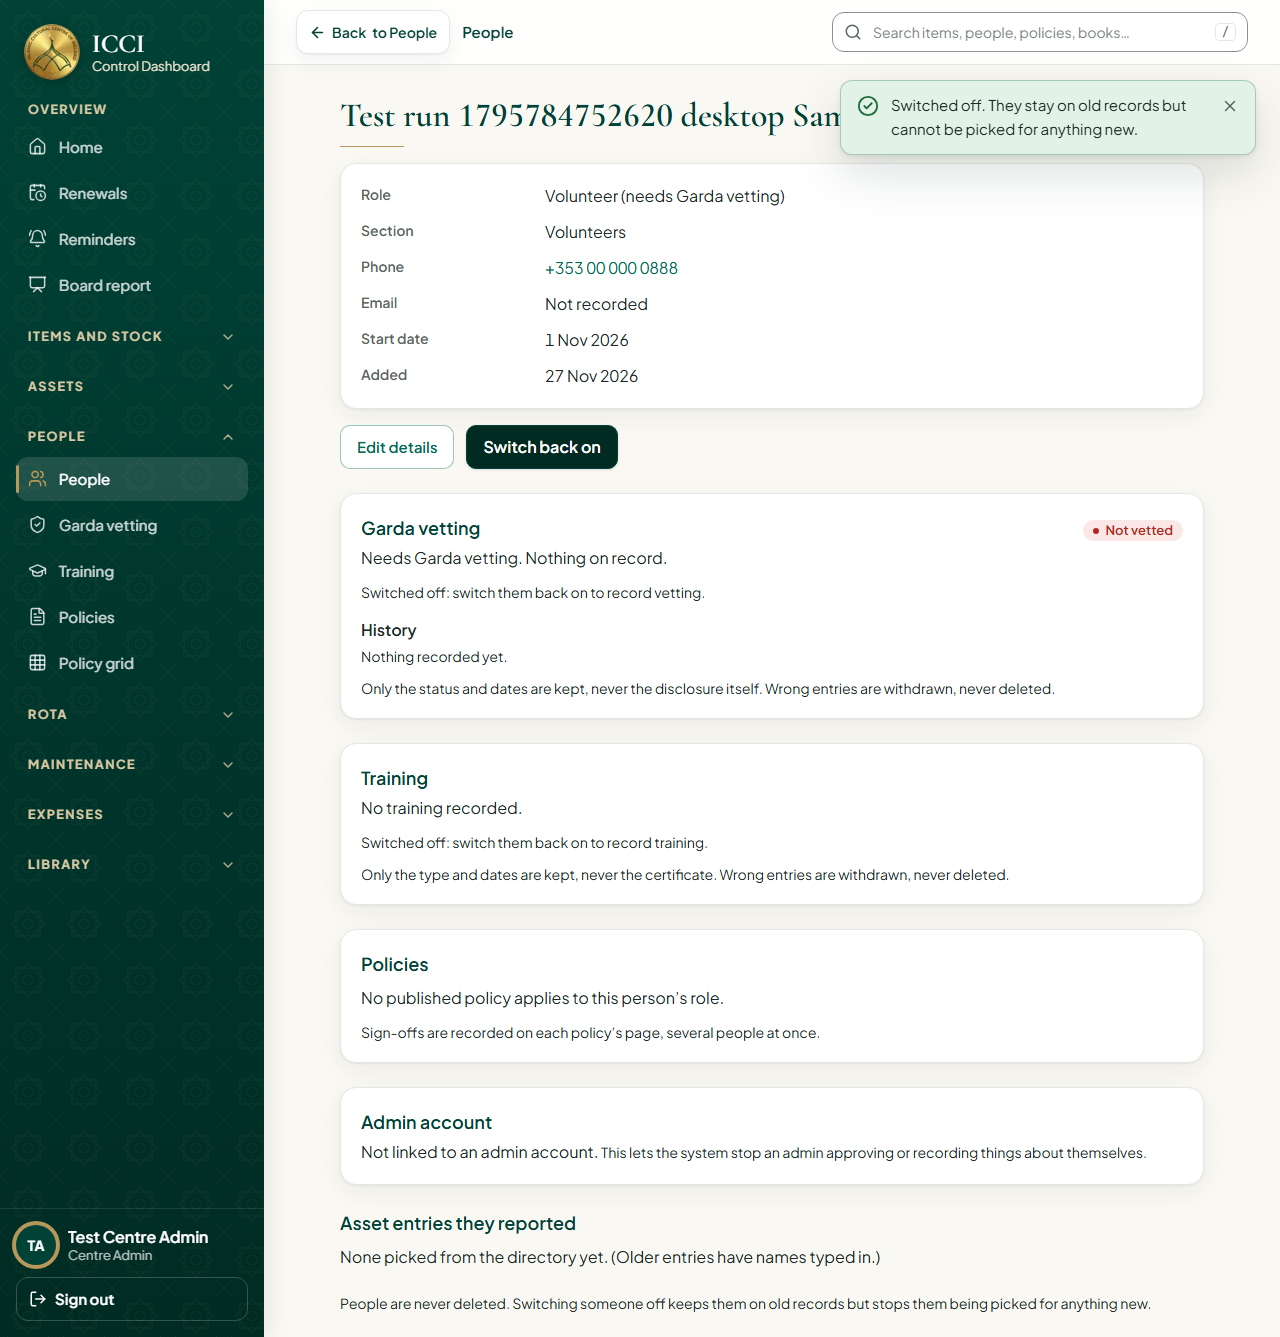 ICCI
Control Dashboard
OVERVIEW
Home
Renewals
Reminders
Board report
ITEMS AND STOCK
ASSETS
PEOPLE
People
Garda vetting
Training
Policies
Policy grid
ROTA
MAINTENANCE
EXPENSES
LIBRARY
TA
Test Centre Admin
Centre Admin
Sign out
Back to People
People
Search items, people, policies, books…
/
Switched off. They stay on old records but
cannot be picked for anything new.
Test run 1795784752620 desktop
Role
Volunteer (needs Garda vetting)
Section
Volunteers
Phone
+353 00 000 0888
Email
Not recorded
Start date
1 Nov 2026
Added
27 Nov 2026
Edit details
Switch back on
Garda vetting
Not vetted
Needs Garda vetting. Nothing on record.
Switched off: switch them back on to record vetting.
History
Nothing recorded yet.
Only the status and dates are kept, never the disclosure itself. Wrong entries are withdrawn, never deleted.
Training
No training recorded.
Switched off: switch them back on to record training.
Only the type and dates are kept, never the certificate. Wrong entries are withdrawn, never deleted.
Policies
No published policy applies to this person’s role.
Sign-offs are recorded on each policy’s page, several people at once.
Admin account
Not linked to an admin account. This lets the system stop an admin approving or recording things about themselves.
Asset entries they reported
None picked from the directory yet. (Older entries have names typed in.)
People are never deleted. Switching someone off keeps them on old records but stops them being picked for anything new.